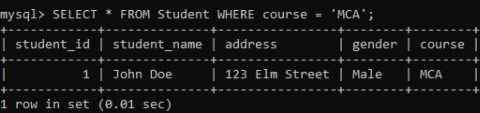 mysql> SELECT * FROM Student WHERE course = 'MCA';
+------------+--------------+----------------+--------+--------+
| student_id | student_name | address        | gender | course |
+------------+--------------+----------------+--------+--------+
|          1 | John Doe     | 123 Elm Street | Male   | MCA    |
+------------+--------------+----------------+--------+--------+
1 row in set (0.01 sec)